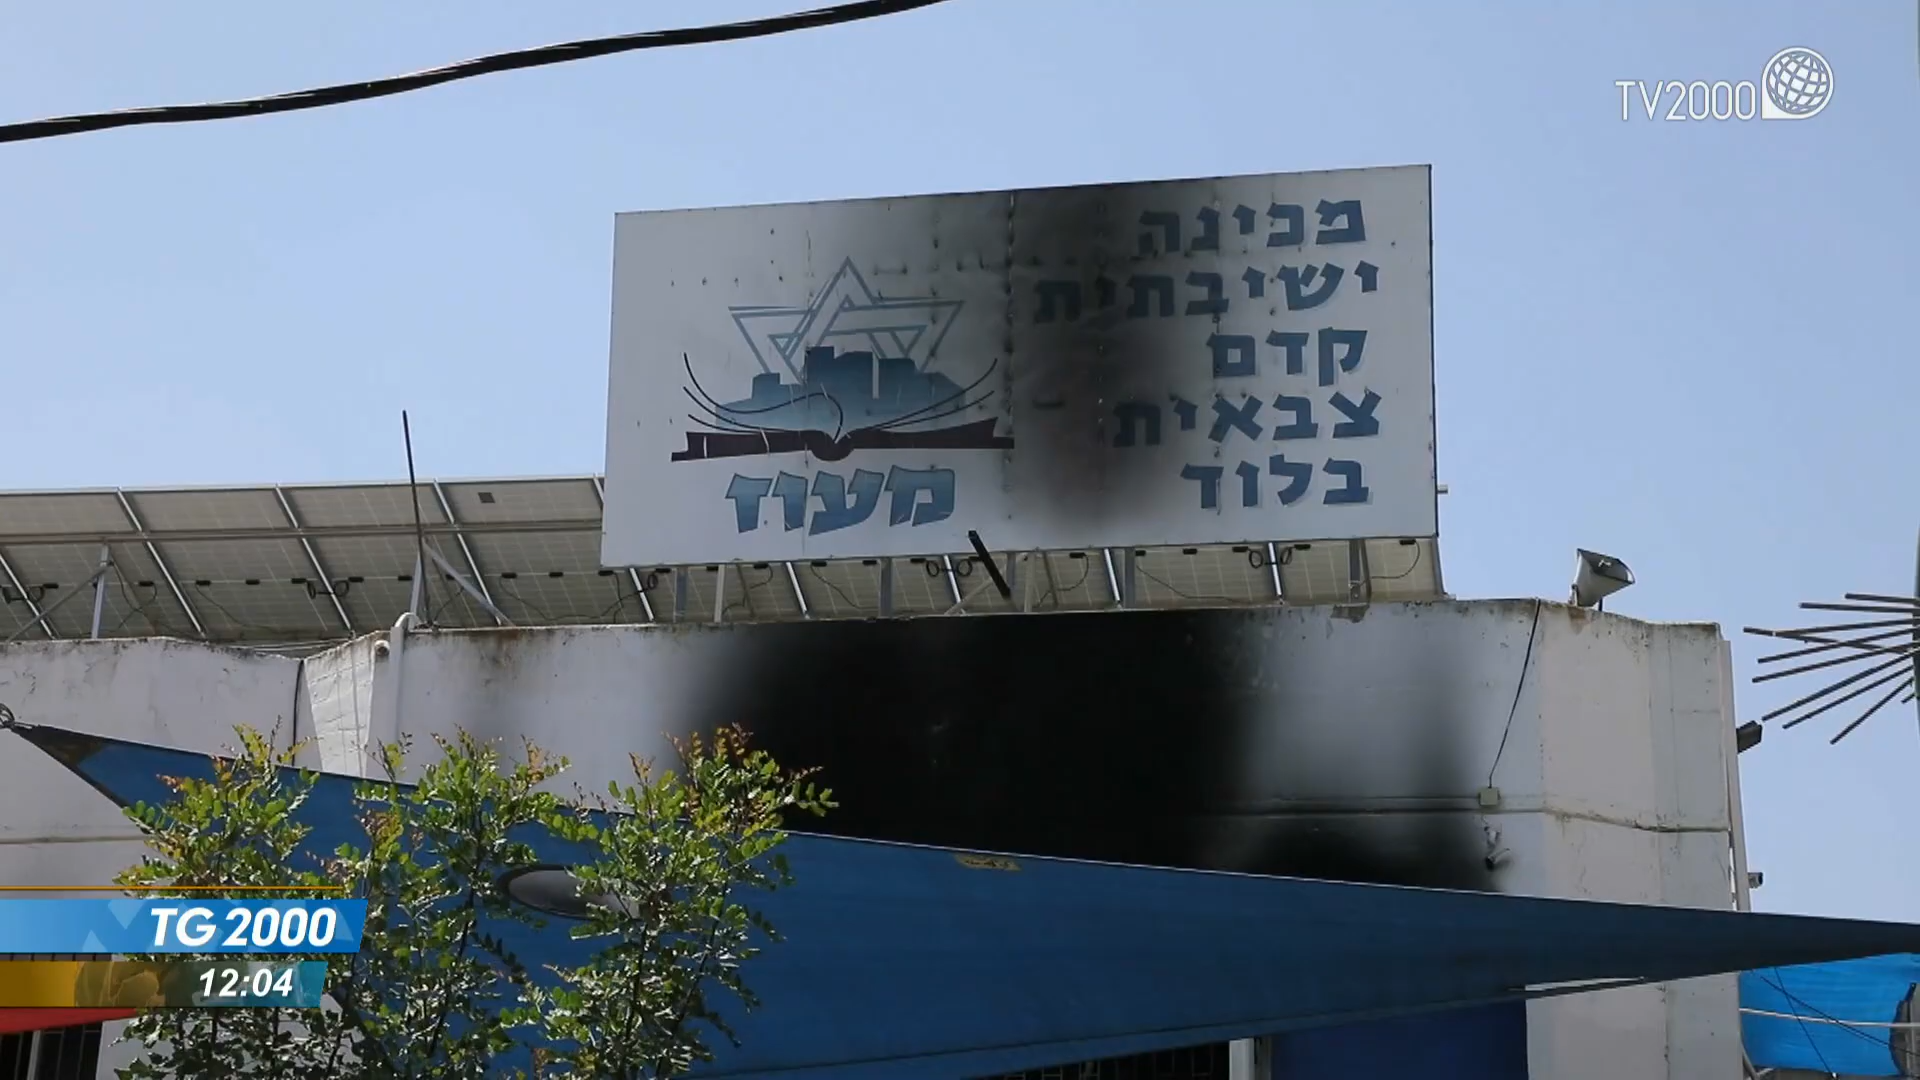 TV2000
מכינה
ישיבתית
קדם
צבאית
בלוד
מעוז
TG 2000
12:04